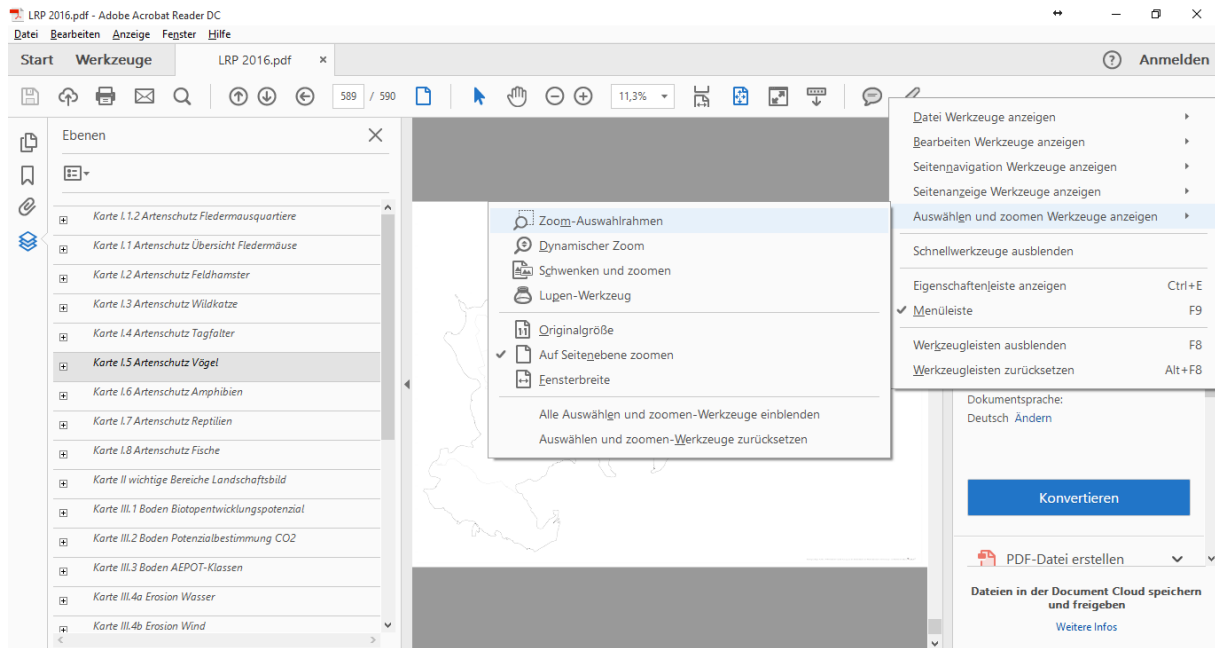 LRP 2016.pdf - Adobe Acrobat Reader DC
Datei Bearbeiten Anzeige Fenster Hilfe
Start Werkzeuge LRP 2016.pdf × ? Anmelden
589 / 590 11,3%
Ebenen
Karte I.1.2 Artenschutz Fledermausquartiere
Karte I.1 Artenschutz Übersicht Fledermäuse
Karte I.2 Artenschutz Feldhamster
Karte I.3 Artenschutz Wildkatze
Karte I.4 Artenschutz Tagfalter
Karte I.5 Artenschutz Vögel
Karte I.6 Artenschutz Amphibien
Karte I.7 Artenschutz Reptilien
Karte I.8 Artenschutz Fische
Karte II wichtige Bereiche Landschaftsbild
Karte III.1 Boden Biotopentwicklungspotenzial
Karte III.2 Boden Potenzialbestimmung CO2
Karte III.3 Boden AEPOT-Klassen
Karte III.4a Erosion Wasser
Karte III.4b Erosion Wind
Zoom-Auswahlrahmen
Dynamischer Zoom
Schwenken und zoomen
Lupen-Werkzeug
Originalgröße
Auf Seitenebene zoomen
Fensterbreite
Alle Auswählen und zoomen-Werkzeuge einblenden
Auswählen und zoomen-Werkzeuge zurücksetzen
Datei Werkzeuge anzeigen
Bearbeiten Werkzeuge anzeigen
Seitennavigation Werkzeuge anzeigen
Seitenanzeige Werkzeuge anzeigen
Auswählen und zoomen Werkzeuge anzeigen
Schnellwerkzeuge ausblenden
Eigenschaftenleiste anzeigen Ctrl+E
Menüleiste F9
Werkzeugleisten ausblenden F8
Werkzeugleisten zurücksetzen Alt+F8
Dokumentsprache:
Deutsch Ändern
Konvertieren
PDF-Datei erstellen
Dateien in der Document Cloud speichern
und freigeben
Weitere Infos